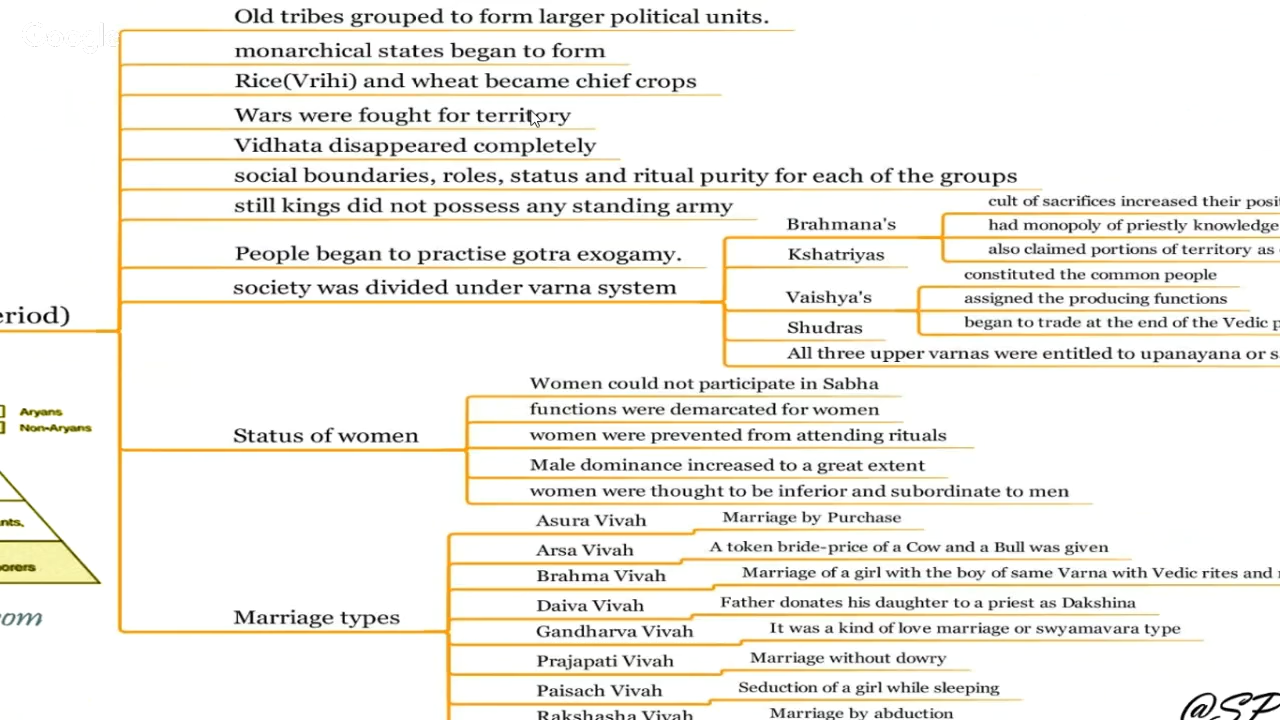 Google
Old tribes grouped to form larger political units.
monarchical states began to form
Rice(Vrihi) and wheat became chief crops
Wars were fought for territory
Vidhata disappeared completely
social boundaries, roles, status and ritual purity for each of the groups
still kings did not possess any standing army
People began to practise gotra exogamy.
society was divided under varna system
Brahmana's
cult of sacrifices increased their
had monopoly of priestly knowledge
also claimed portions of territory as
Kshatriyas
Vaishya's
constituted the common people
assigned the producing functions
began to trade at the end of the Vedic
Shudras
All three upper varnas were entitled to upanayana or
Status of women
Women could not participate in Sabha
functions were demarcated for women
women were prevented from attending rituals
Male dominance increased to a great extent
women were thought to be inferior and subordinate to men
Aryans
Non-Aryans
Marriage types
Asura Vivah
Marriage by Purchase
Arsa Vivah
A token bride-price of a Cow and a Bull was given
Brahma Vivah
Marriage of a girl with the boy of same Varna with Vedic rites and
Daiva Vivah
Father donates his daughter to a priest as Dakshina
Gandharva Vivah
It was a kind of love marriage or swyamavara type
Prajapati Vivah
Marriage without dowry
Paisach Vivah
Seduction of a girl while sleeping
Rakshasha Vivah
Marriage by abduction